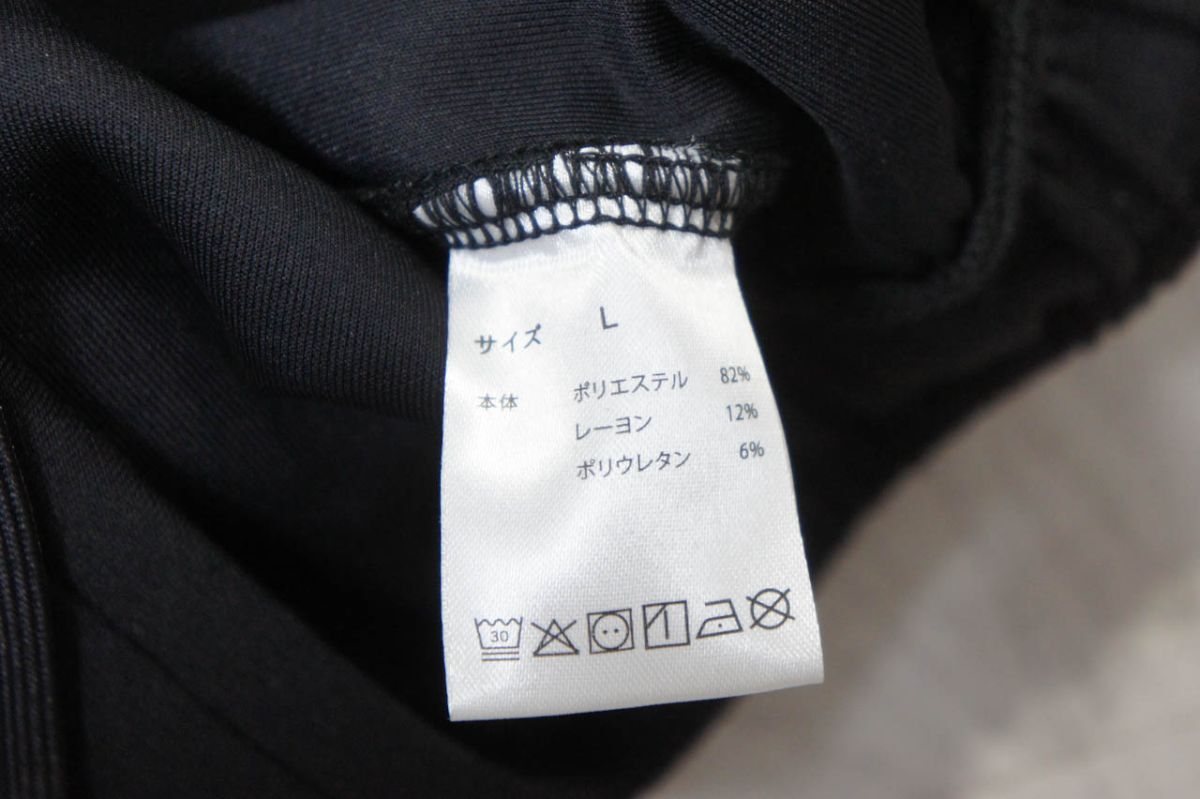 サイズ L
本体 ポリエステル 82%
レーヨン 12%
ポリウレタン 6%
30